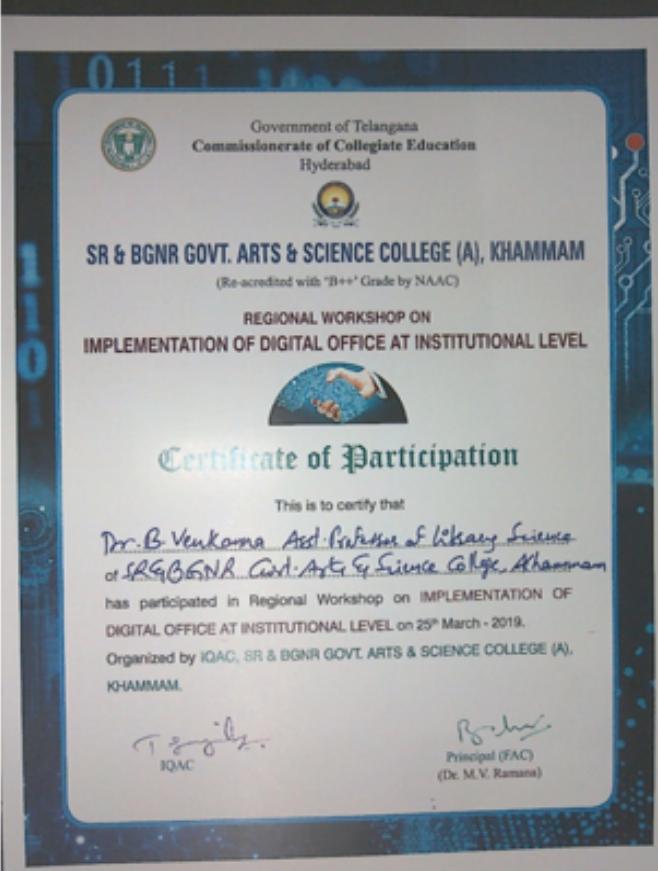 Government of Telangana
Commissionerate of Collegiate Education
Hyderabad
SR & BGNR GOVT. ARTS & SCIENCE COLLEGE (A), KHAMMAM
(Re-acredited with "B++" Grade by NAAC)
REGIONAL WORKSHOP ON
IMPLEMENTATION OF DIGITAL OFFICE AT INSTITUTIONAL LEVEL
Certificate of Participation
This is to certify that
Dr. B. Venkanna Asst. Professor of Library Science
of SR&BGNR Govt. Arts & Science College, Khammam
has participated in Regional Workshop on IMPLEMENTATION OF
DIGITAL OFFICE AT INSTITUTIONAL LEVEL on 25th March - 2019.
Organized by IQAC, SR & BGNR GOVT. ARTS & SCIENCE COLLEGE (A),
KHAMMAM.
IQAC
Principal (FAC)
(Dr. M.V. Ramana)